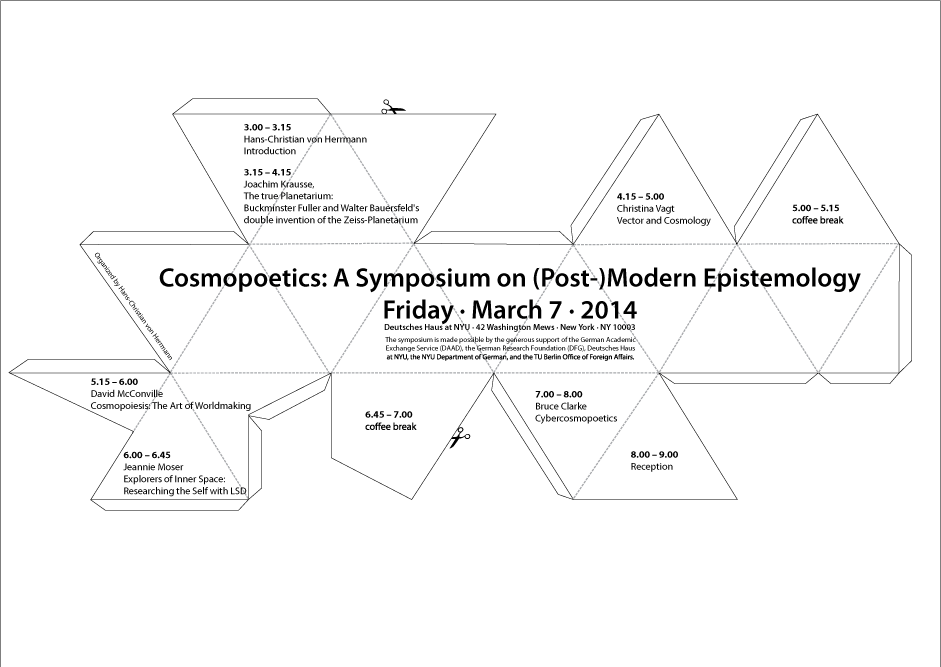 3.00 – 3.15
Hans-Christian von Herrmann
Introduction
3.15 – 4.15
Joachim Krausse,
The true Planetarium:
Buckminster Fuller and Walter Bauersfeld's
double invention of the Zeiss-Planetarium
4.15 – 5.00
Christina Vagt
Vector and Cosmology
5.00 – 5.15
coffee break
Organized by Hans-Christian von Herrmann
Cosmopoetics: A Symposium on (Post-)Modern Epistemology
Friday · March 7 · 2014
Deutsches Haus at NYU · 42 Washington Mews · New York · NY 10003
The symposium is made possible by the generous support of the German Academic
Exchange Service (DAAD), the German Research Foundation (DFG), Deutsches Haus
at NYU, the NYU Department of German, and the TU Berlin Office of Foreign Affairs.
5.15 – 6.00
David McConville
Cosmopoiesis: The Art of Worldmaking
6.00 – 6.45
Jeannie Moser
Explorers of Inner Space:
Researching the Self with LSD
6.45 – 7.00
coffee break
7.00 – 8.00
Bruce Clarke
Cybercosmopoetics
8.00 – 9.00
Reception